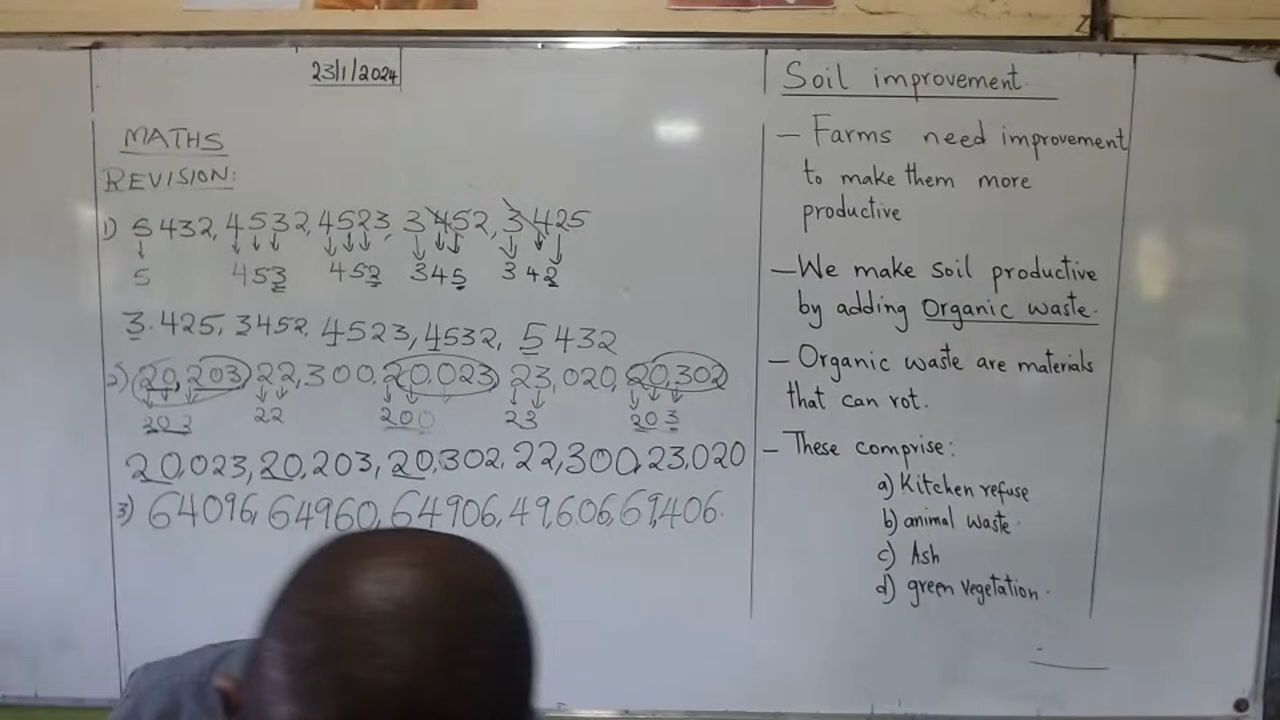 23/1/2024
MATHS
REVISION:
1) 5432, 4532, 4523, 3452, 3425
5 453 452 345 342
3.425, 3452, 4523, 4532, 5432
2) 20,203 22,300, 20,023 23,020, 20,302
203 22 200 23 203
20,023, 20,203, 20,302, 22,300, 23,020
3) 64096, 64960, 64906, 49,606, 69,406.
Soil improvement.
- Farms need improvement
to make them more
productive
- We make soil productive
by adding Organic waste.
- Organic waste are materials
that can rot.
- These comprise:
a) Kitchen refuse
b) animal waste.
c) Ash
d) green vegetation.